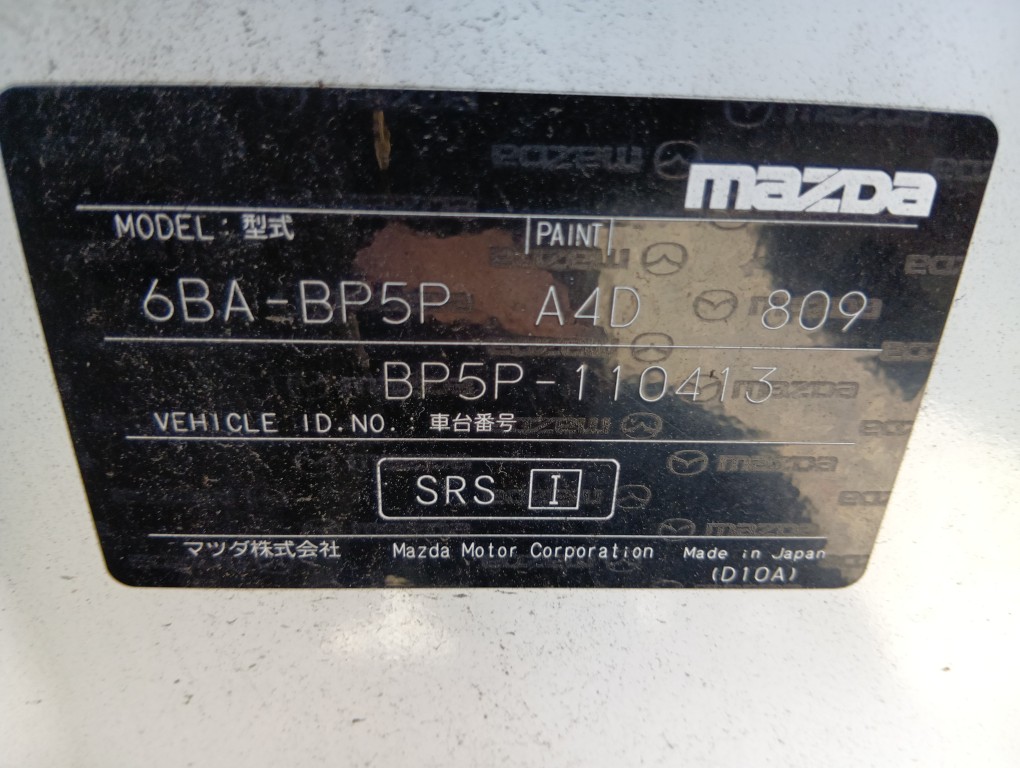 mazda
MODEL : 型式 PAINT
6BA-BP5P A4D 809
BP5P-110413
VEHICLE ID.NO. : 車台番号
SRS I
マツダ株式会社 Mazda Motor Corporation Made in Japan
(D10A)